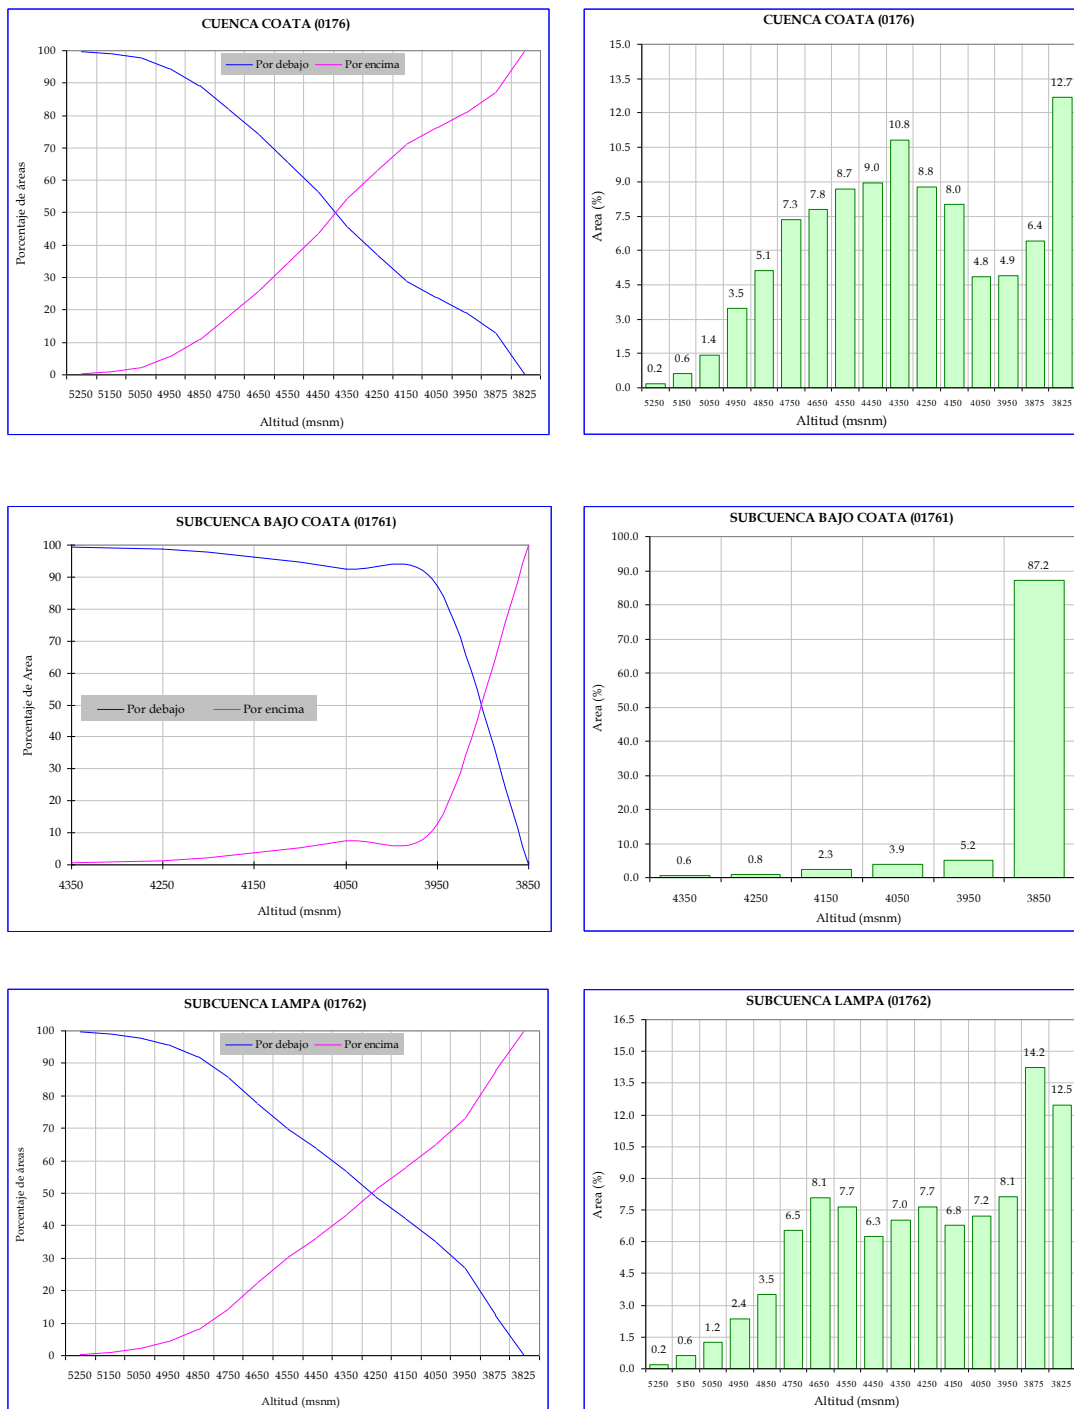 CUENCA COATA (0176)
Por debajo Por encima
Porcentaje de áreas
100
90
80
70
60
50
40
30
20
10
0
5250 5150 5050 4950 4850 4750 4650 4550 4450 4350 4250 4150 4050 3950 3875 3825
Altitud (msnm)
CUENCA COATA (0176)
Area (%)
15.0
13.5
12.0
10.5
9.0
7.5
6.0
4.5
3.0
1.5
0.0
0.2 0.6 1.4 3.5 5.1 7.3 7.8 8.7 9.0 10.8 8.8 8.0 4.8 4.9 6.4 12.7
5250 5150 5050 4950 4850 4750 4650 4550 4450 4350 4250 4150 4050 3950 3875 3825
Altitud (msnm)
SUBCUENCA BAJO COATA (01761)
Porcentaje de Area
100
90
80
70
60
50
40
30
20
10
0
Por debajo Por encima
4350 4250 4150 4050 3950 3850
Altitud (msnm)
SUBCUENCA BAJO COATA (01761)
Area (%)
100.0
90.0
80.0
70.0
60.0
50.0
40.0
30.0
20.0
10.0
0.0
0.6 0.8 2.3 3.9 5.2 87.2
4350 4250 4150 4050 3950 3850
Altitud (msnm)
SUBCUENCA LAMPA (01762)
Por debajo Por encima
Porcentaje de áreas
100
90
80
70
60
50
40
30
20
10
0
5250 5150 5050 4950 4850 4750 4650 4550 4450 4350 4250 4150 4050 3950 3875 3825
Altitud (msnm)
SUBCUENCA LAMPA (01762)
Area (%)
16.5
15.0
13.5
12.0
10.5
9.0
7.5
6.0
4.5
3.0
1.5
0.0
0.2 0.6 1.2 2.4 3.5 6.5 8.1 7.7 6.3 7.0 7.7 6.8 7.2 8.1 14.2 12.5
5250 5150 5050 4950 4850 4750 4650 4550 4450 4350 4250 4150 4050 3950 3875 3825
Altitud (msnm)